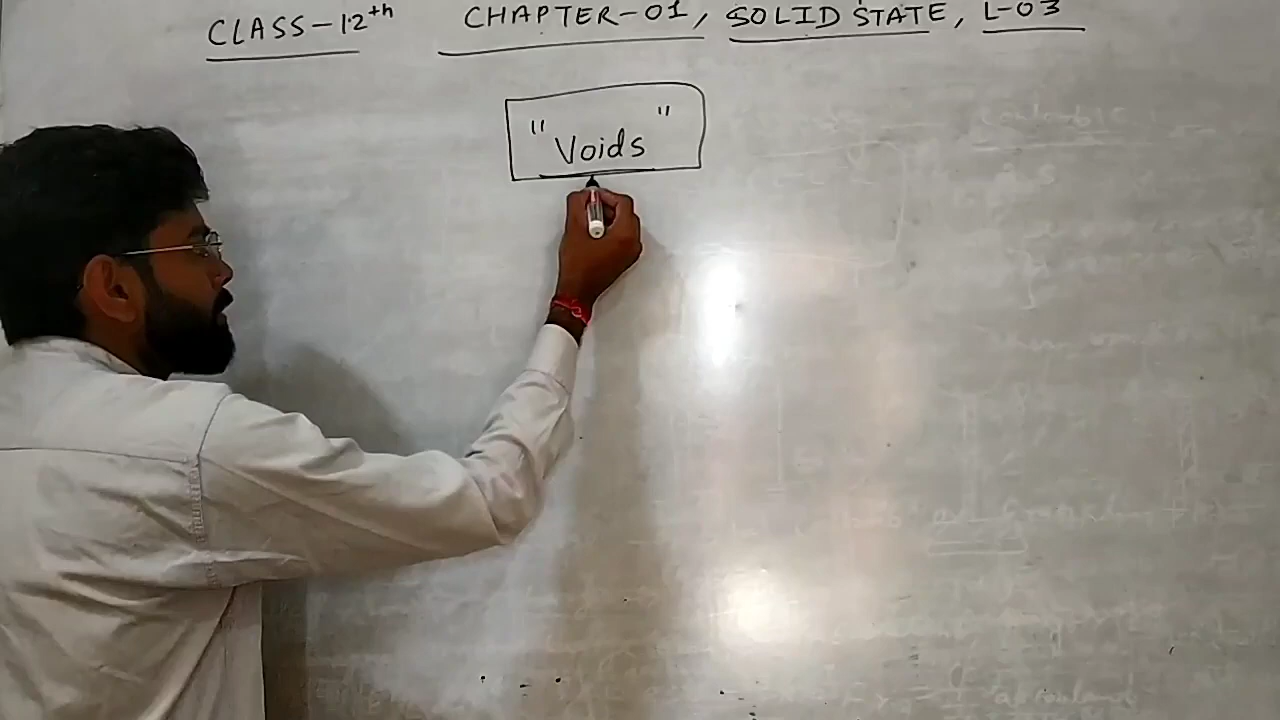 CLASS-12th CHAPTER-01, SOLID STATE, L-03
"Voids"